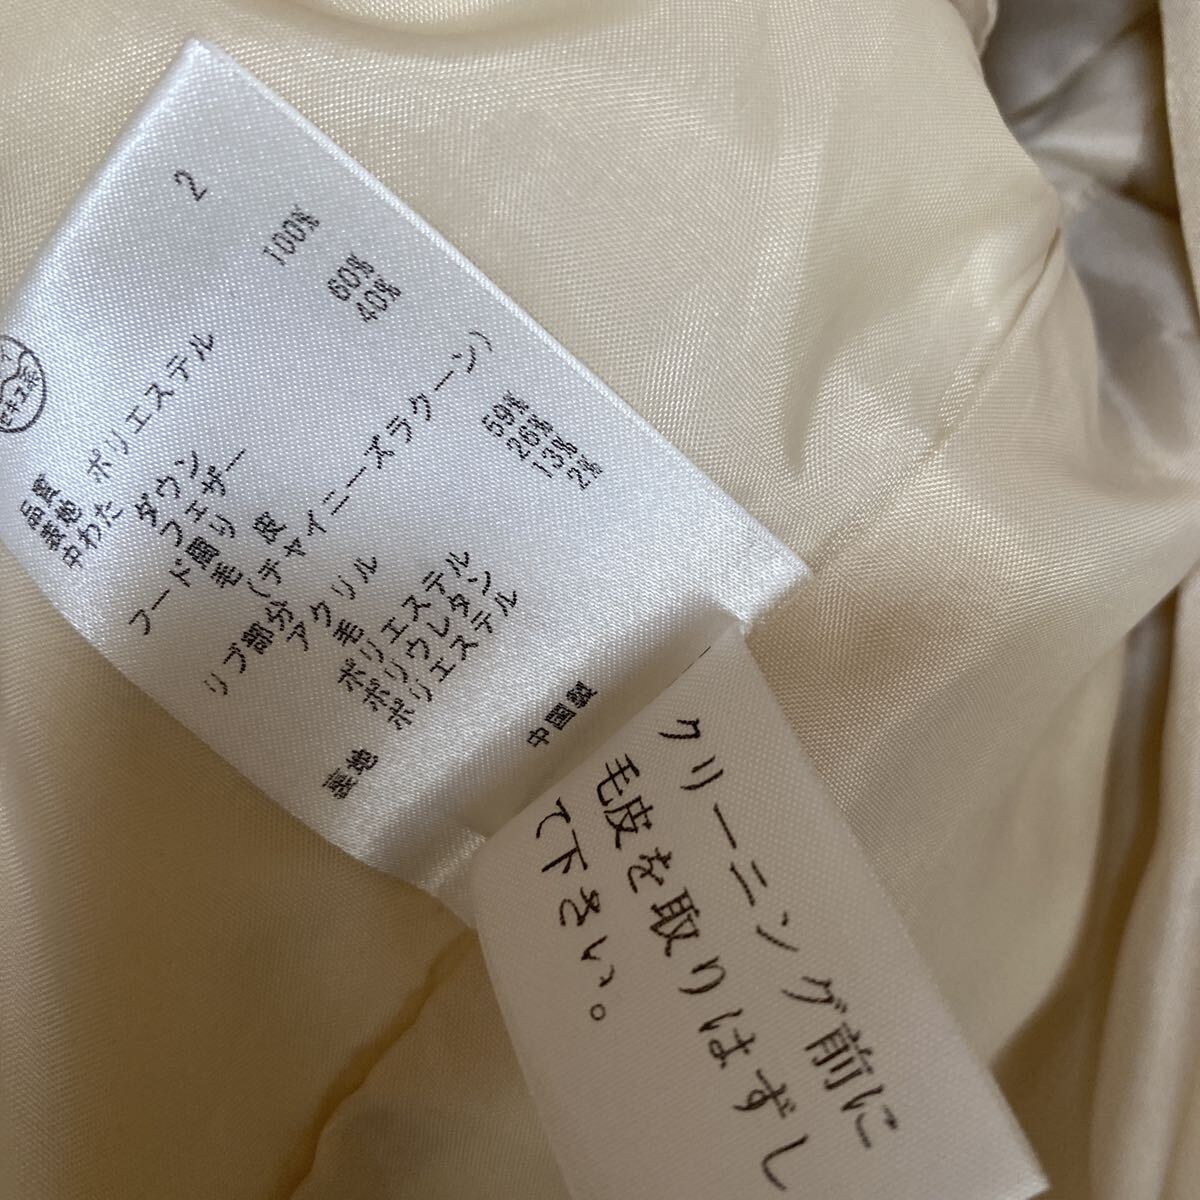 2
品質
表地 ポリエステル 100%
中わた ダウン 60%
フェザー 40%
フード周り
毛皮
(チャイニーズラクーン)
リブ部分
アクリル 59%
毛 26%
ポリエステル 13%
ポリウレタン 2%
裏地 ポリエステル
中国製
クリーニング前に
毛皮を取りはずし
て下さい。